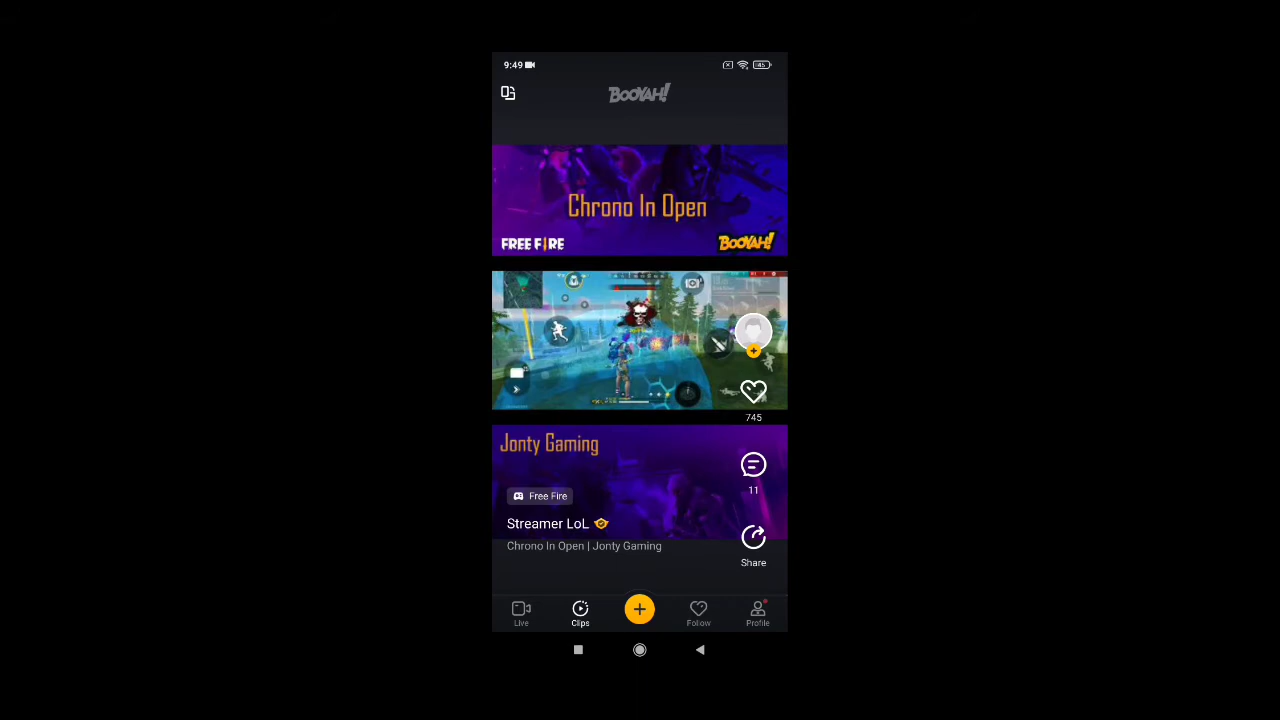 9:49
45
BOOYAH!
Chrono In Open
FREE FIRE
BOOYAH!
745
Jonty Gaming
11
Free Fire
Streamer LoL
Chrono In Open | Jonty Gaming
Share
Live
Clips
Follow
Profile